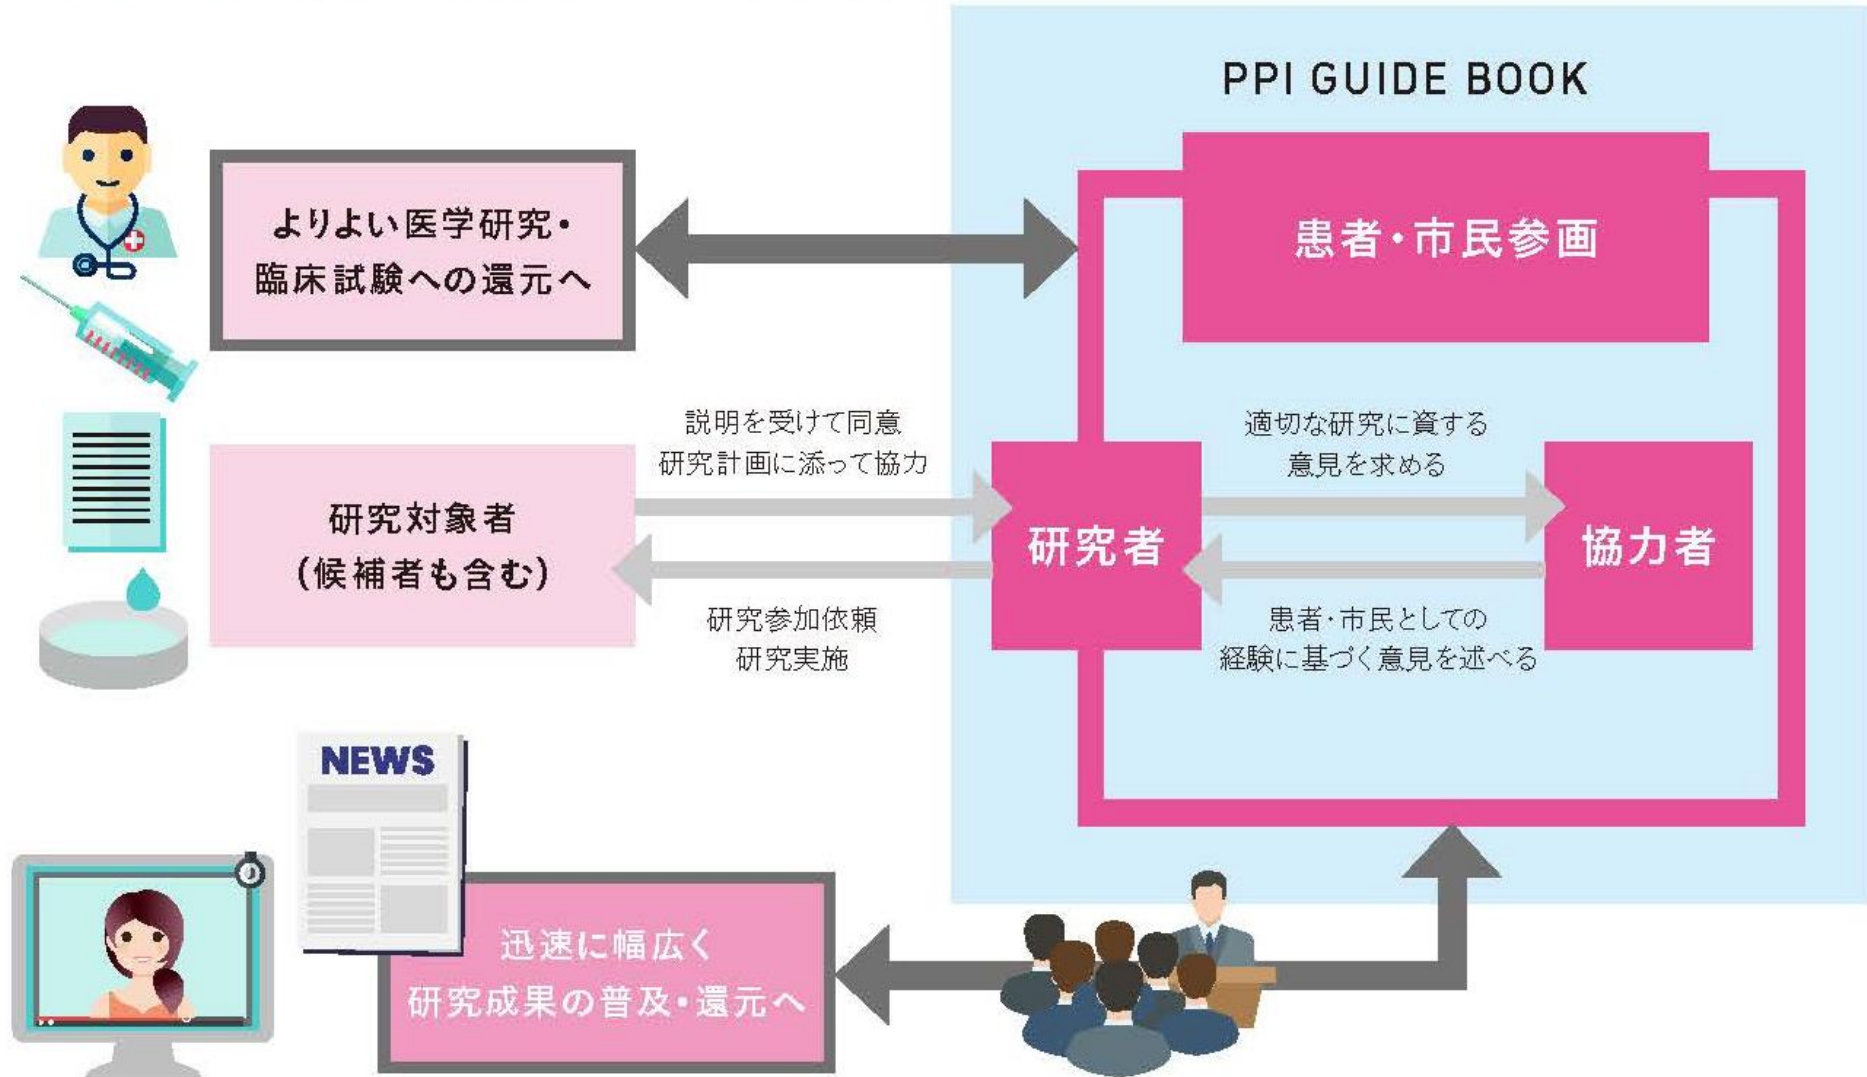 PPI GUIDE BOOK
患者・市民参画
よりよい医学研究・
臨床試験への還元へ
説明を受けて同意
研究計画に添って協力
適切な研究に資する
意見を求める
研究対象者
(候補者も含む)
研究者
協力者
研究参加依頼
研究実施
患者・市民としての
経験に基づく意見を述べる
NEWS
迅速に幅広く
研究成果の普及・還元へ